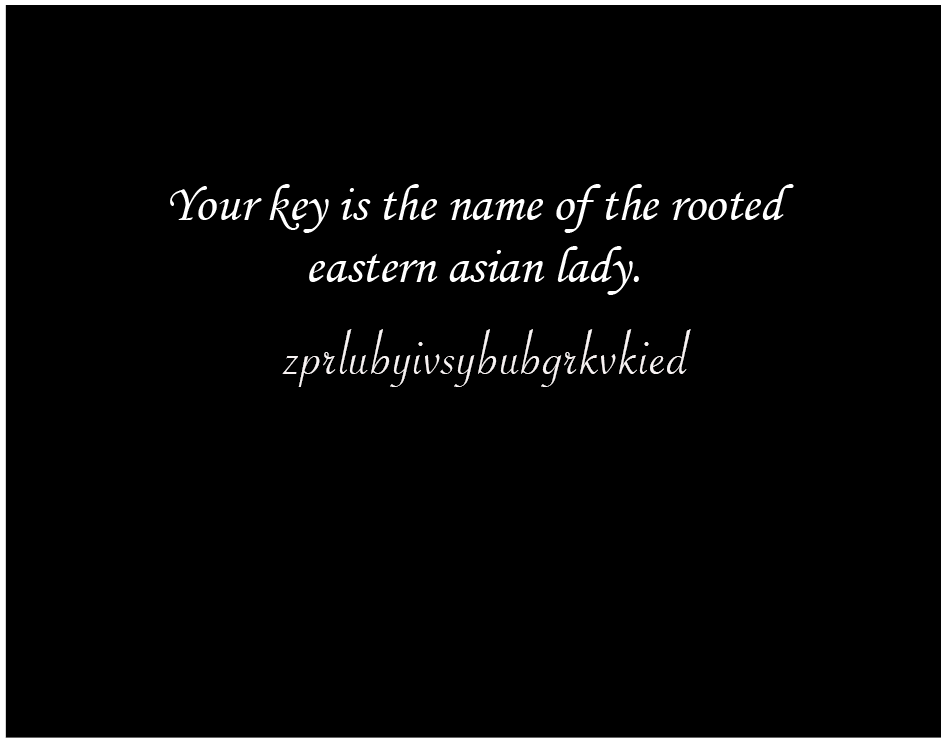 Your key is the name of the rooted
eastern asian lady.
zprlubyivsybubgrkvkied